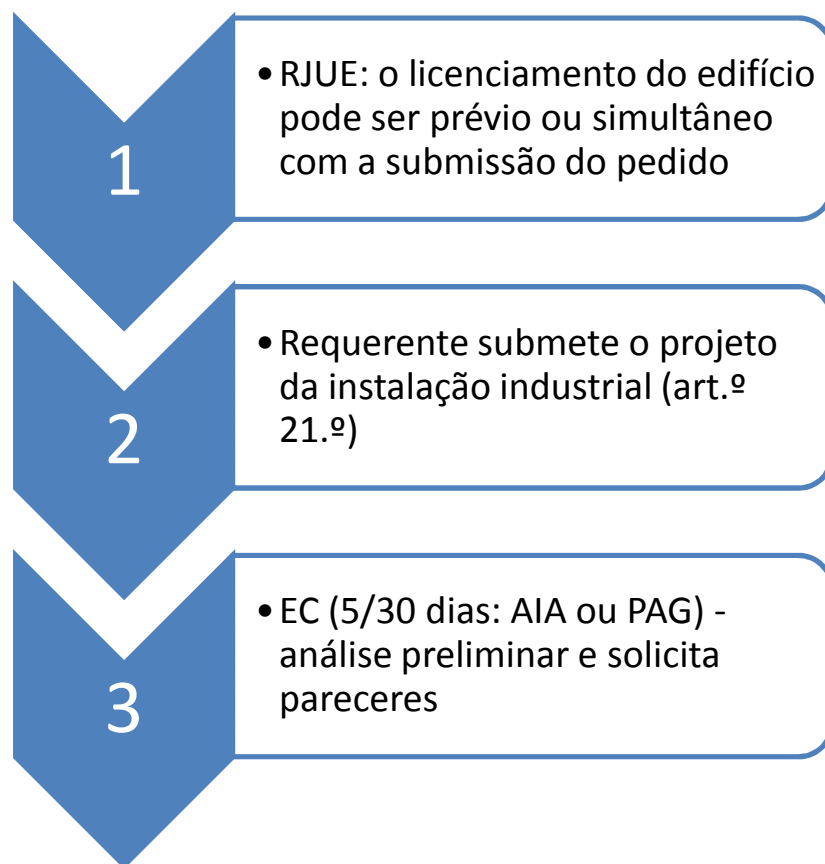 1
•RJUE: o licenciamento do edifício
pode ser prévio ou simultâneo
com a submissão do pedido
2
•Requerente submete o projeto
da instalação industrial (art.º
21.º)
3
•EC (5/30 dias: AIA ou PAG) -
análise preliminar e solicita
pareceres